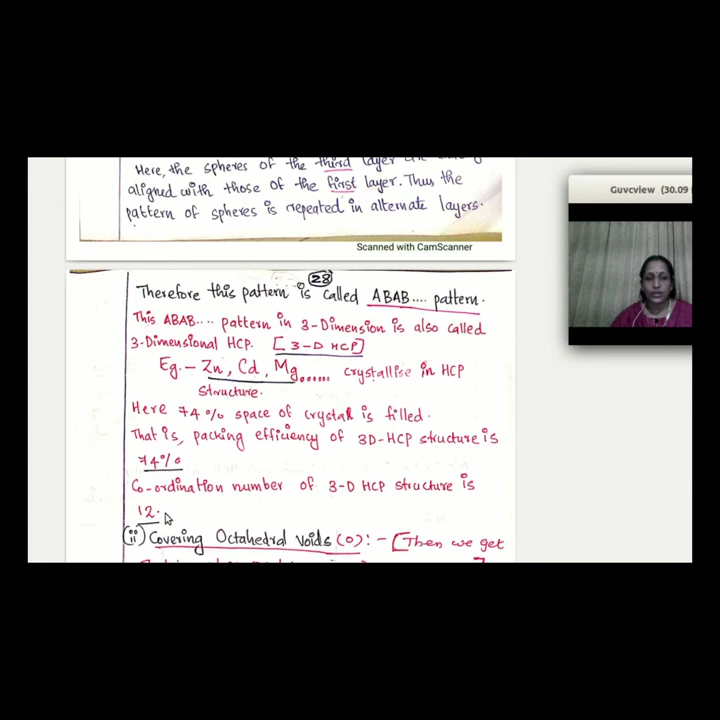 Here, the spheres of the third layer are
aligned with those of the first layer. Thus the
pattern of spheres is repeated in alternate layers.
Scanned with CamScanner
Guvcview (30.09
28
Therefore this pattern is called ABAB.... pattern.
This ABAB.... pattern in 3-Dimension is also called
3-Dimensional HCP. [3-D HCP]
Eg.- Zn, Cd, Mg...... crystallise in HCP
structure.
Here 74% space of crystal is filled.
That is, packing efficiency of 3D-HCP structure is
74%
Co-ordination number of 3-D HCP structure is
12.
(ii) Covering Octahedral voids (O):- [Then we get